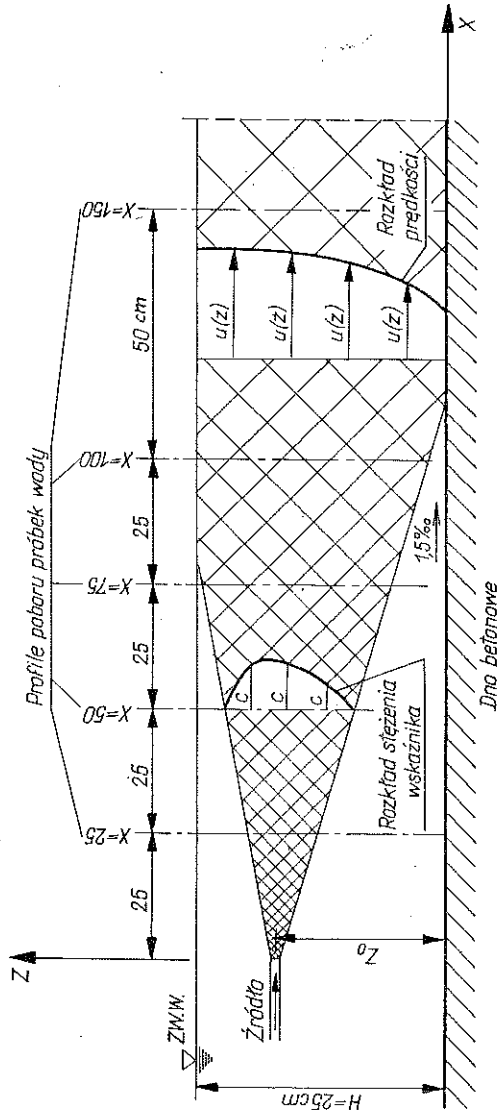 Profile poboru próbek wody
Z
Z.W.W.
X=25
X=50
X=75
X=100
X=150
25
25
25
25
50 cm
Źródło
H=25cm
Z₀
c
c
c
Rozkład stężenia
wskaźnika
u(z)
u(z)
u(z)
u(z)
Rozkład
prędkości
1,5‰
X
Dno betonowe